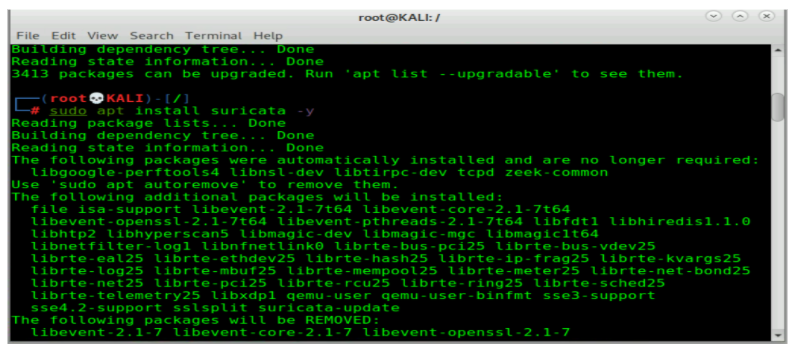 root@KALI: /
File Edit View Search Terminal Help
Building dependency tree... Done
Reading state information... Done
3413 packages can be upgraded. Run 'apt list --upgradable' to see them.
┌──(root💀KALI)-[/]
└─# sudo apt install suricata -y
Reading package lists... Done
Building dependency tree... Done
Reading state information... Done
The following packages were automatically installed and are no longer required:
  libgoogle-perftools4 libnsl-dev libtirpc-dev tcpd zeek-common
Use 'sudo apt autoremove' to remove them.
The following additional packages will be installed:
  file isa-support libevent-2.1-7t64 libevent-core-2.1-7t64
  libevent-openssl-2.1-7t64 libevent-pthreads-2.1-7t64 libfdt1 libhiredis1.1.0
  libhtp2 libhyperscan5 libmagic-dev libmagic-mgc libmagic1t64
  libnetfilter-log1 libnfnetlink0 librte-bus-pci25 librte-bus-vdev25
  librte-eal25 librte-ethdev25 librte-hash25 librte-ip-frag25 librte-kvargs25
  librte-log25 librte-mbuf25 librte-mempool25 librte-meter25 librte-net-bond25
  librte-net25 librte-pci25 librte-rcu25 librte-ring25 librte-sched25
  librte-telemetry25 libxdp1 qemu-user qemu-user-binfmt sse3-support
  sse4.2-support sslsplit suricata-update
The following packages will be REMOVED:
  libevent-2.1-7 libevent-core-2.1-7 libevent-openssl-2.1-7